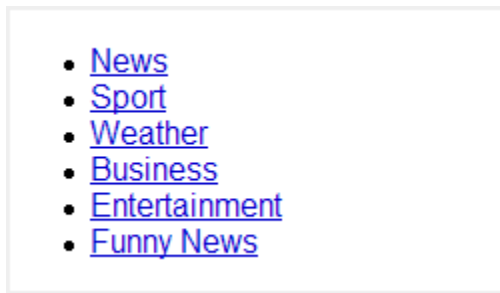 News
Sport
Weather
Business
Entertainment
Funny News